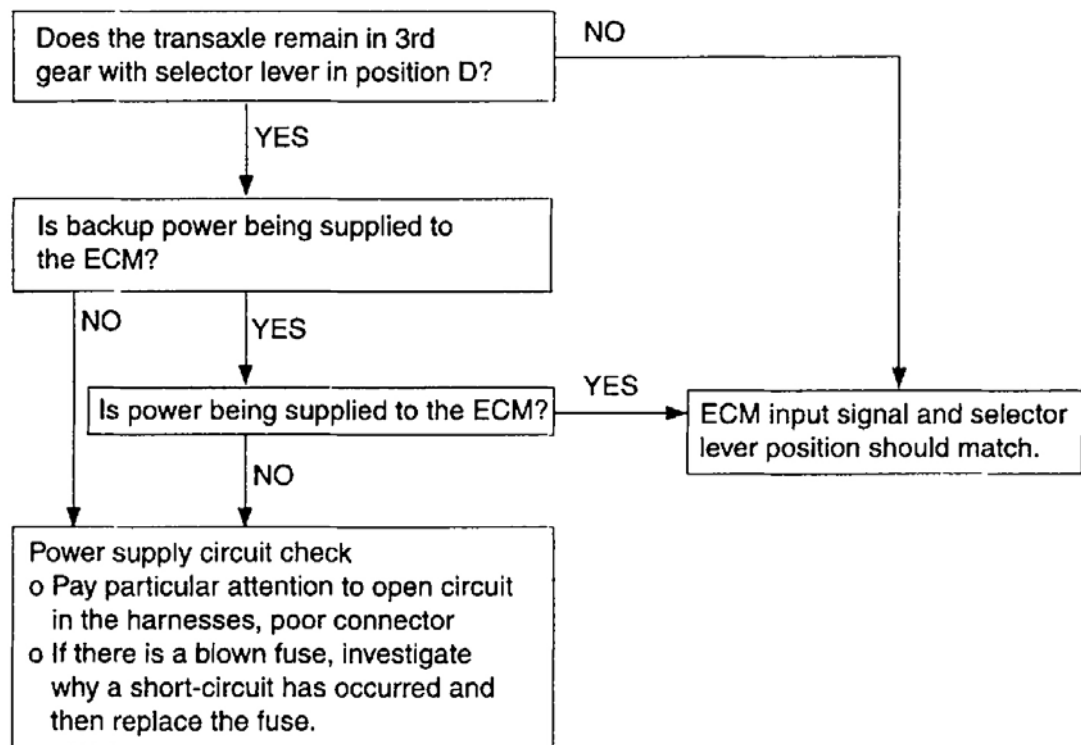 Does the transaxle remain in 3rd
gear with selector lever in position D?
NO
YES
Is backup power being supplied to
the ECM?
NO
YES
Is power being supplied to the ECM?
YES
ECM input signal and selector
lever position should match.
NO
Power supply circuit check
o Pay particular attention to open circuit
in the harnesses, poor connector
o If there is a blown fuse, investigate
why a short-circuit has occurred and
then replace the fuse.